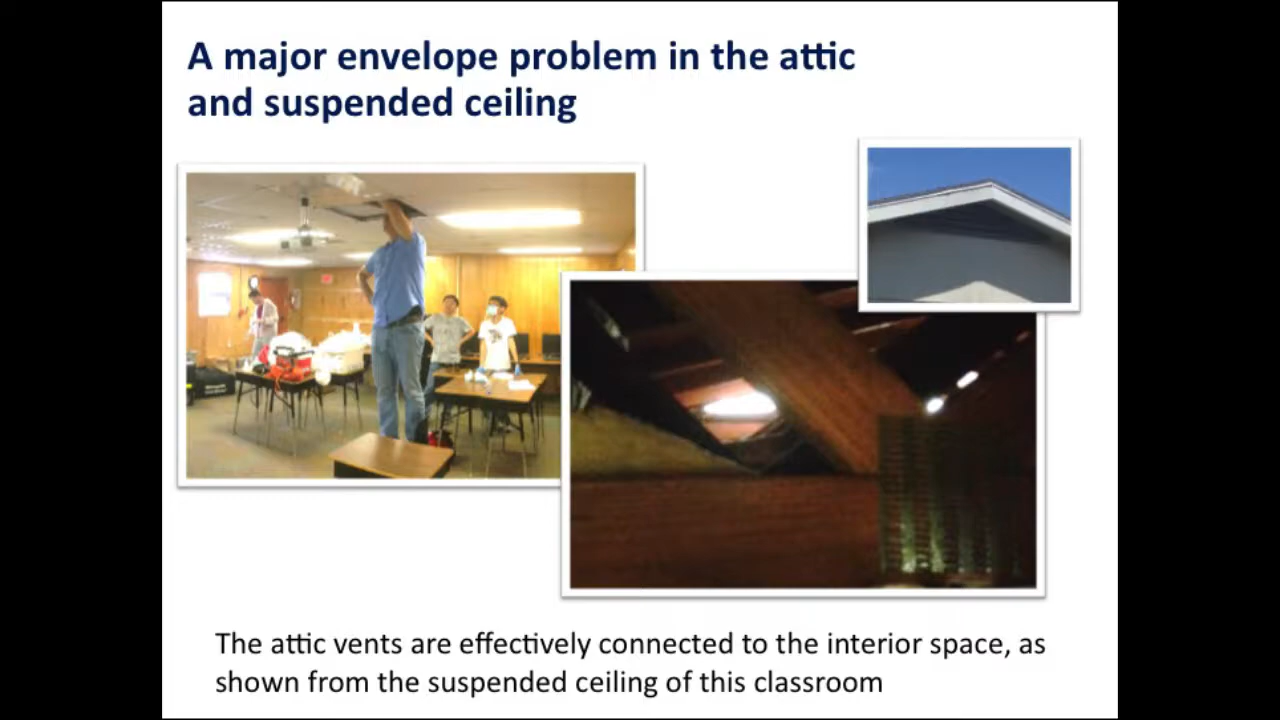 A major envelope problem in the attic
and suspended ceiling
The attic vents are effectively connected to the interior space, as
shown from the suspended ceiling of this classroom